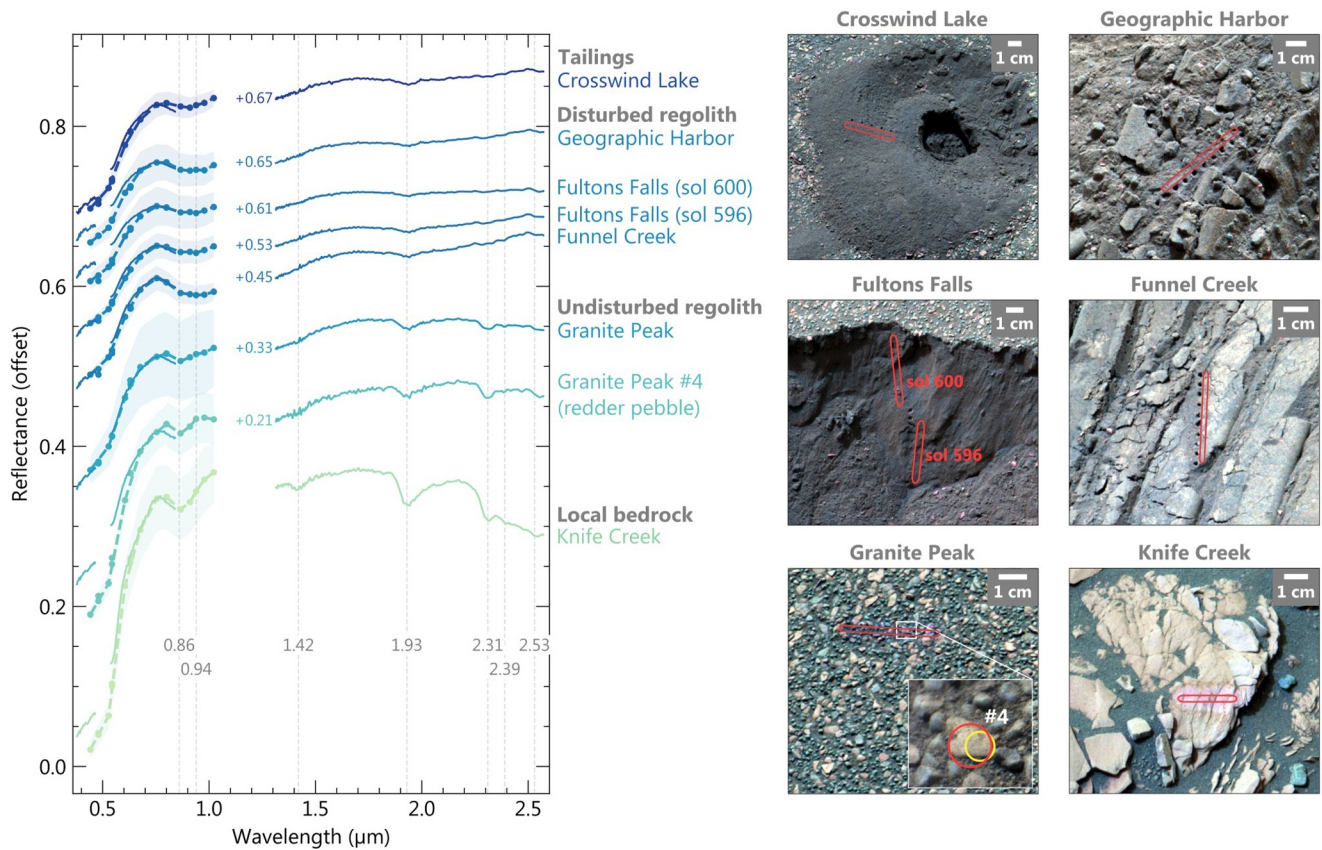 Reflectance (offset)
0.8
0.6
0.4
0.2
0.0
+0.67
+0.65
+0.61
+0.53
+0.45
+0.33
+0.21
0.86
0.94
1.42
1.93
2.31
2.39
2.53
0.5
1.0
1.5
2.0
2.5
Wavelength (μm)
Tailings
Crosswind Lake
Disturbed regolith
Geographic Harbor
Fultons Falls (sol 600)
Fultons Falls (sol 596)
Funnel Creek
Undisturbed regolith
Granite Peak
Granite Peak #4
(redder pebble)
Local bedrock
Knife Creek
Crosswind Lake
1 cm
Geographic Harbor
1 cm
Fultons Falls
1 cm
sol 600
sol 596
Funnel Creek
1 cm
Granite Peak
1 cm
#4
Knife Creek
1 cm